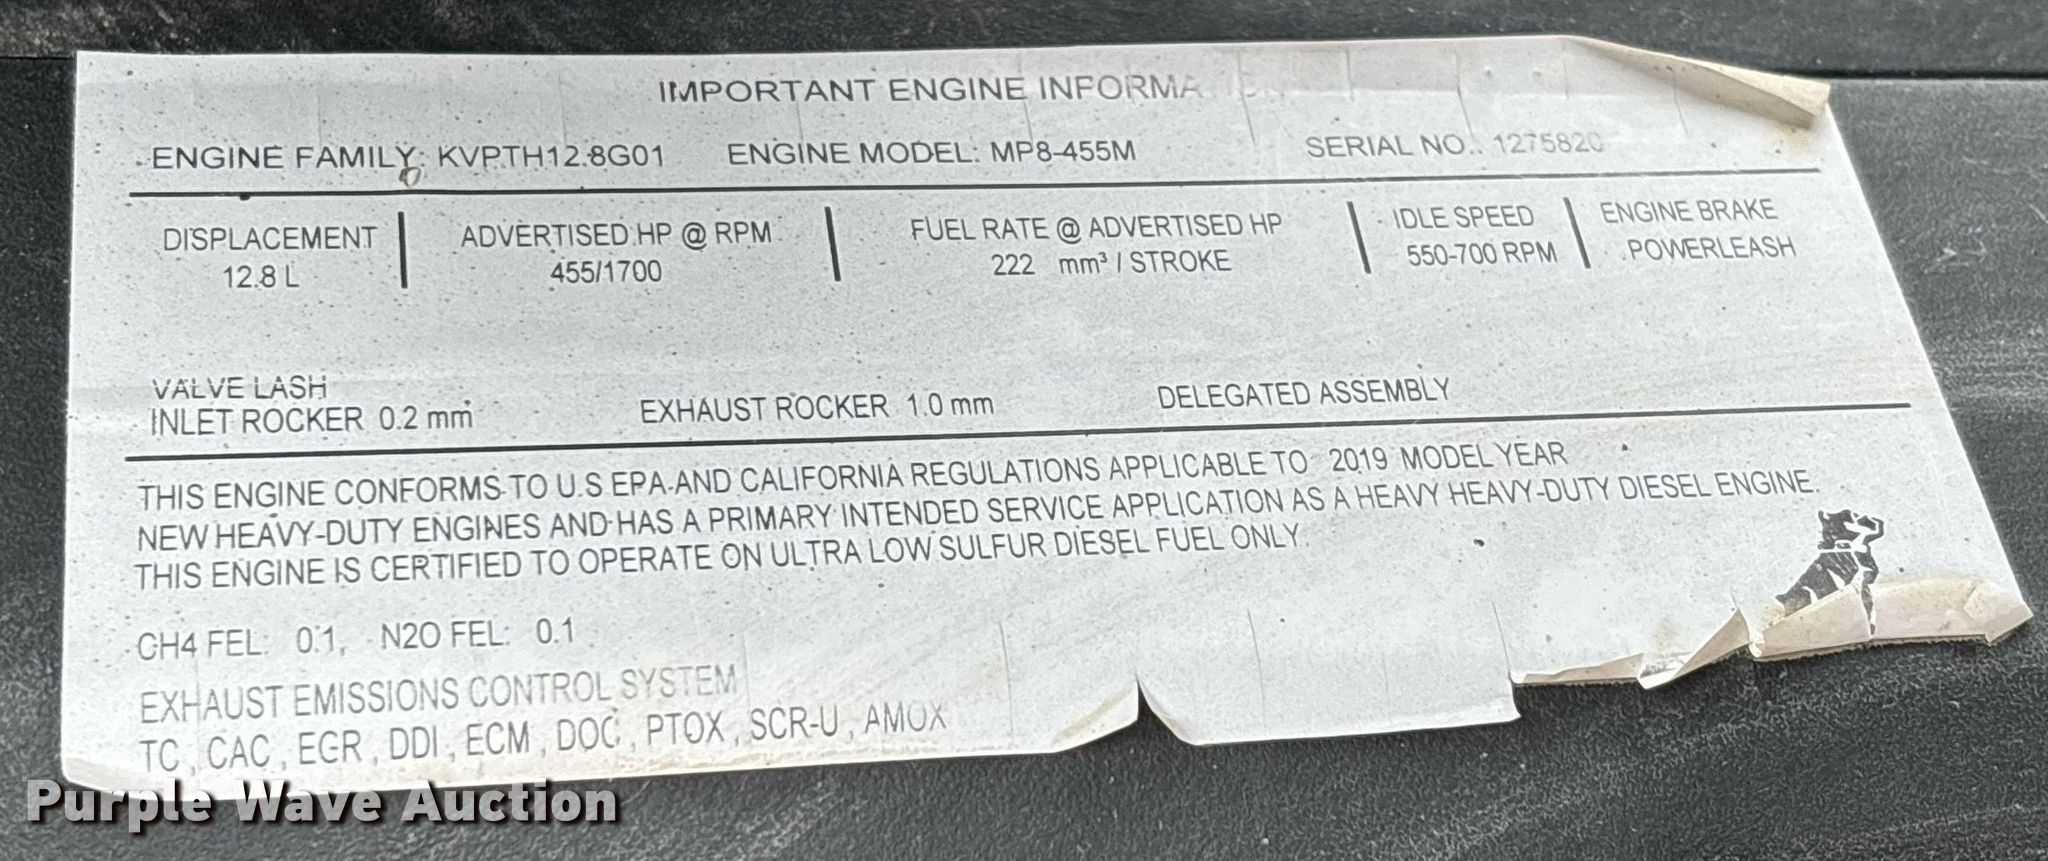 IMPORTANT ENGINE INFORMATION
ENGINE FAMILY: KVPTH12.8G01 ENGINE MODEL: MP8-455M SERIAL NO.: 1275820
DISPLACEMENT ADVERTISED HP @ RPM FUEL RATE @ ADVERTISED HP IDLE SPEED ENGINE BRAKE
12.8 L 455/1700 222 mm³ / STROKE 550-700 RPM POWERLEASH
VALVE LASH
INLET ROCKER 0.2 mm EXHAUST ROCKER 1.0 mm DELEGATED ASSEMBLY
THIS ENGINE CONFORMS TO U.S EPA AND CALIFORNIA REGULATIONS APPLICABLE TO 2019 MODEL YEAR
NEW HEAVY-DUTY ENGINES AND HAS A PRIMARY INTENDED SERVICE APPLICATION AS A HEAVY HEAVY-DUTY DIESEL ENGINE.
THIS ENGINE IS CERTIFIED TO OPERATE ON ULTRA LOW SULFUR DIESEL FUEL ONLY.
CH4 FEL: 0.1, N2O FEL: 0.1
EXHAUST EMISSIONS CONTROL SYSTEM
TC, CAC, EGR, DDI, ECM, DOC, PTOX, SCR-U, AMOX
Purple Wave Auction